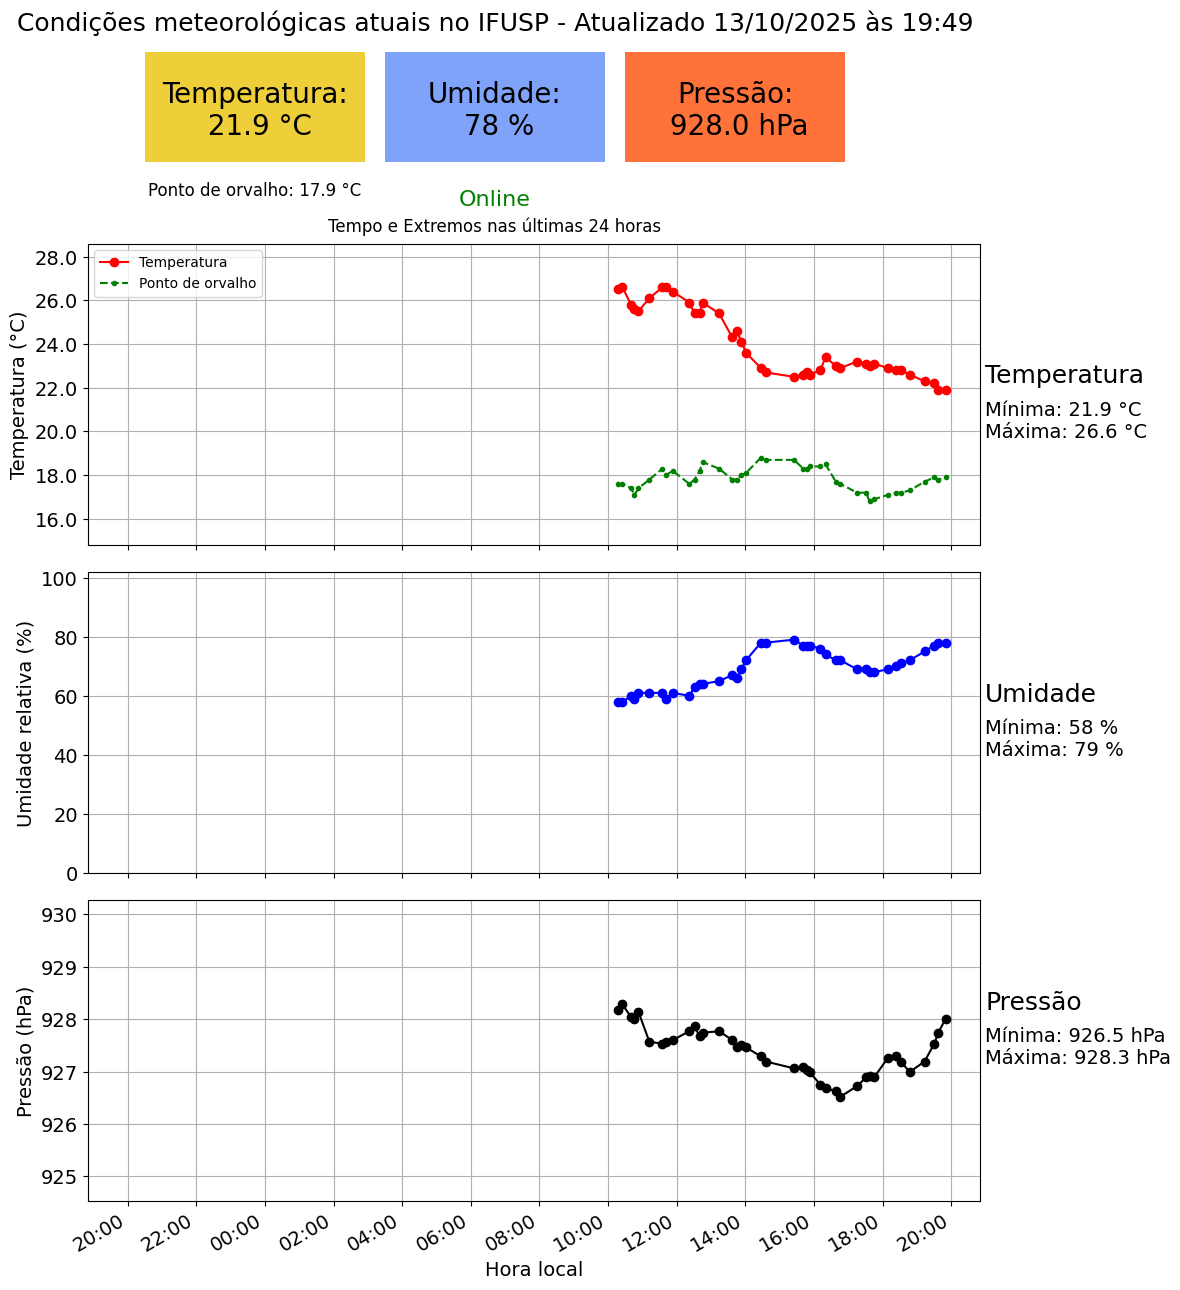 Condições meteorológicas atuais no IFUSP - Atualizado 13/10/2025 às 19:49
Temperatura:
21.9 °C
Umidade:
78 %
Pressão:
928.0 hPa
Ponto de orvalho: 17.9 °C
Online
Tempo e Extremos nas últimas 24 horas
Temperatura
Ponto de orvalho
Temperatura (°C)
28.0
26.0
24.0
22.0
20.0
18.0
16.0
Temperatura
Mínima: 21.9 °C
Máxima: 26.6 °C
Umidade relativa (%)
100
80
60
40
20
0
Umidade
Mínima: 58 %
Máxima: 79 %
Pressão (hPa)
930
929
928
927
926
925
Pressão
Mínima: 926.5 hPa
Máxima: 928.3 hPa
20:00 22:00 00:00 02:00 04:00 06:00 08:00 10:00 12:00 14:00 16:00 18:00 20:00
Hora local